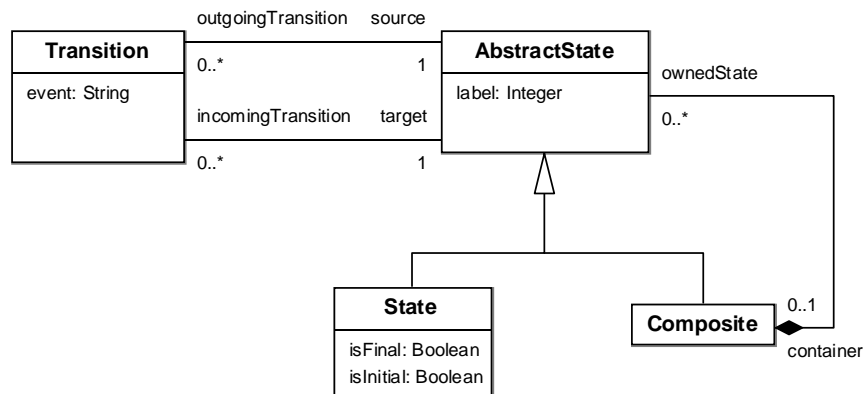 outgoingTransition source
Transition
AbstractState
0..* 1
ownedState
event: String
label: Integer
incomingTransition target
0..*
0..* 1
State
0..1
Composite
isFinal: Boolean
container
isInitial: Boolean